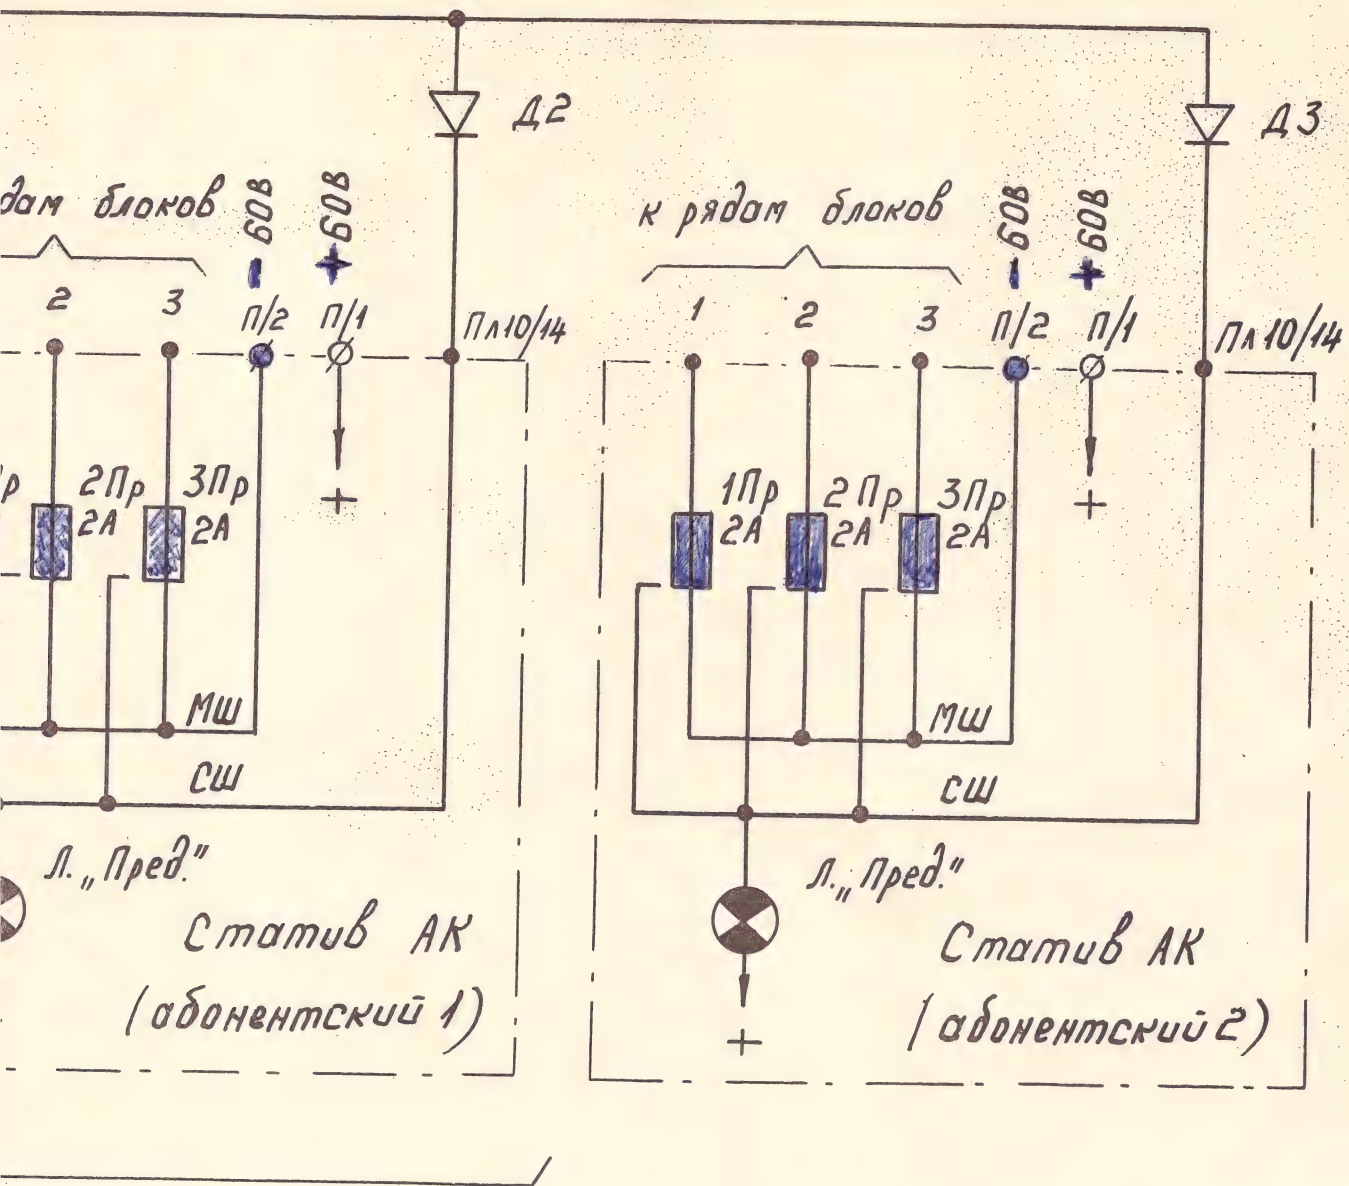 Д2
Д3
дам блоков
- 60В
+ 60В
к рядам блоков
- 60В
+ 60В
2 3 П/2 П/1 Пл10/14
1 2 3 П/2 П/1 Пл10/14
2Пр 3Пр
2А 2А
+
1Пр 2Пр 3Пр
2А 2А 2А
+
МШ
СШ
МШ
СШ
Л. „Пред."
Статив АК
(абонентский 1)
Л. „Пред."
+
Статив АК
(абонентский 2)